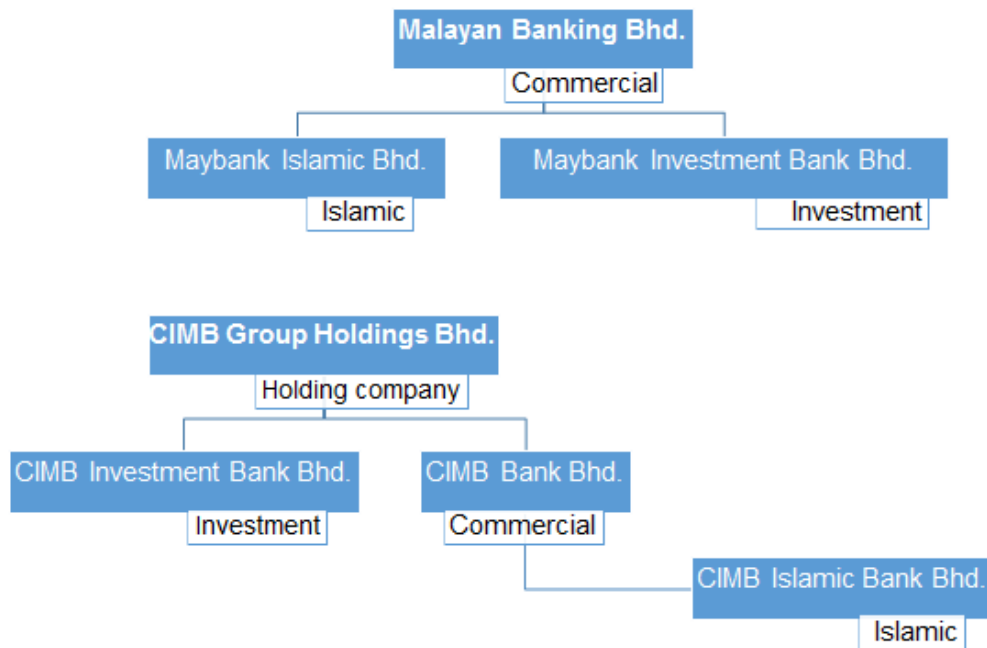 Malayan Banking Bhd.
Commercial
Maybank Islamic Bhd.
Islamic
Maybank Investment Bank Bhd.
Investment
CIMB Group Holdings Bhd.
Holding company
CIMB Investment Bank Bhd.
Investment
CIMB Bank Bhd.
Commercial
CIMB Islamic Bank Bhd.
Islamic